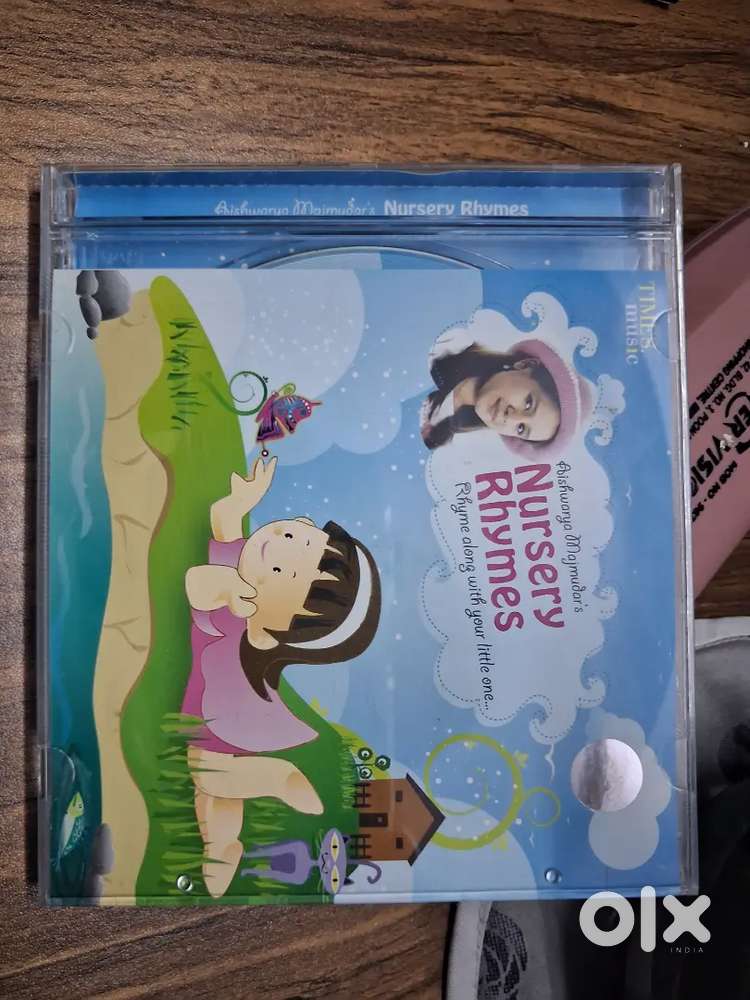 Aishwarya Majmudar's Nursery Rhymes
TIMES
music
Aishwarya Majmudar's
Nursery
Rhymes
Rhyme along with your little one...
olx
INDIA